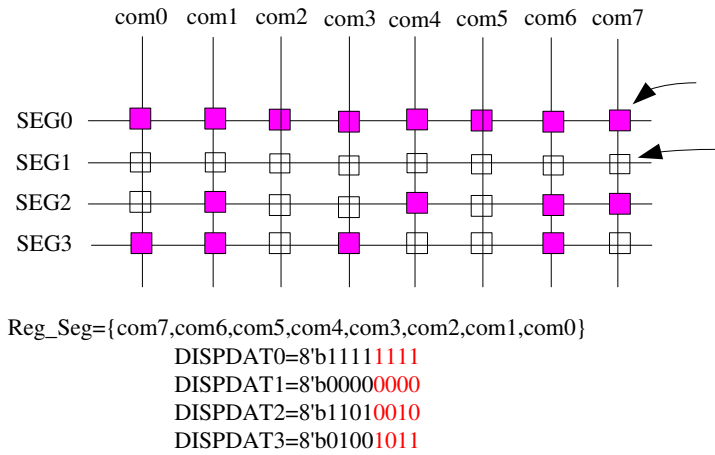 com0 com1 com2 com3 com4 com5 com6 com7
SEG0
SEG1
SEG2
SEG3
Reg_Seg={com7,com6,com5,com4,com3,com2,com1,com0}
DISPDAT0=8'b11111111
DISPDAT1=8'b00000000
DISPDAT2=8'b11010010
DISPDAT3=8'b01001011